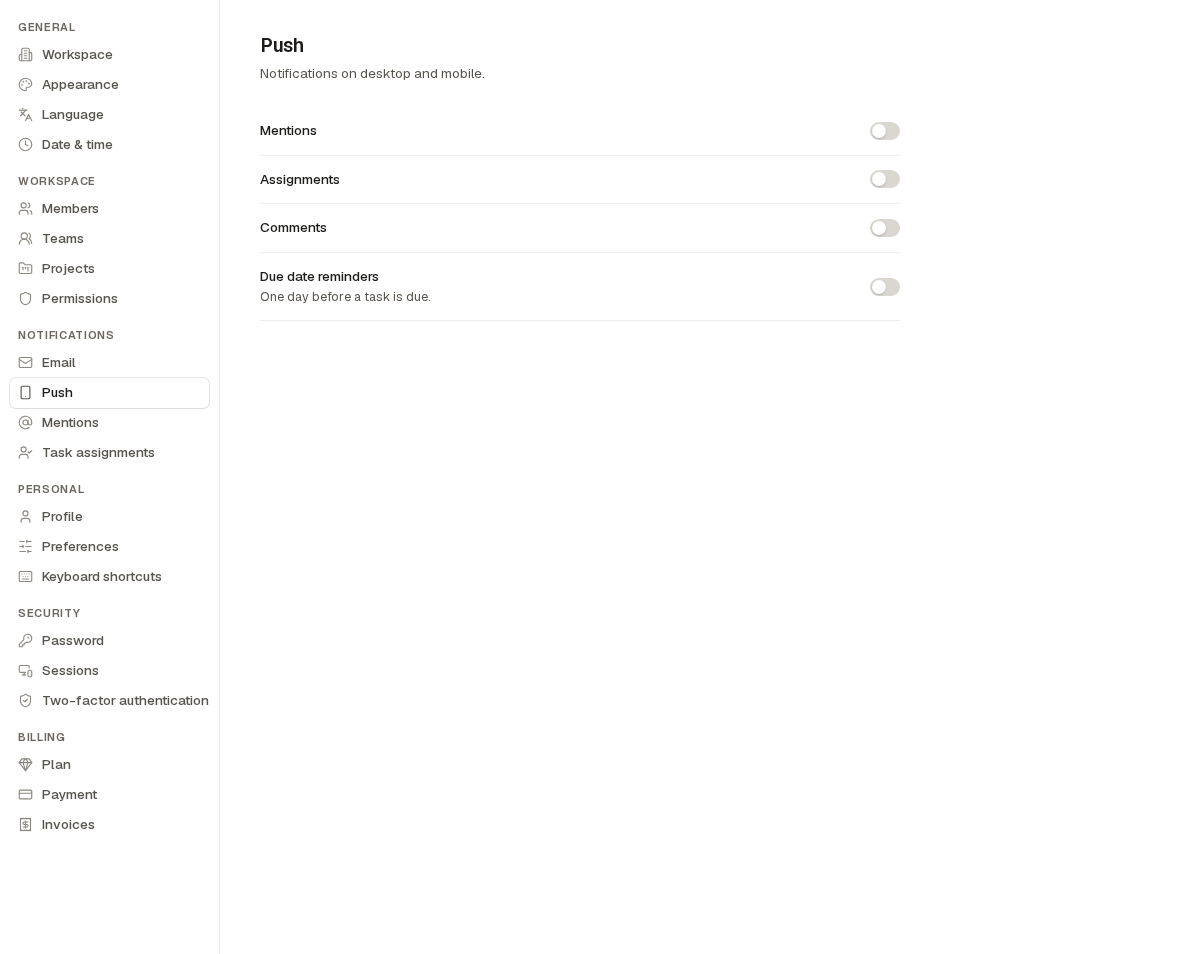 GENERAL
Workspace
Appearance
Language
Date & time
WORKSPACE
Members
Teams
Projects
Permissions
NOTIFICATIONS
Email
Push
Mentions
Task assignments
PERSONAL
Profile
Preferences
Keyboard shortcuts
SECURITY
Password
Sessions
Two-factor authentication
BILLING
Plan
Payment
Invoices
Push
Notifications on desktop and mobile.
Mentions
Assignments
Comments
Due date reminders
One day before a task is due.